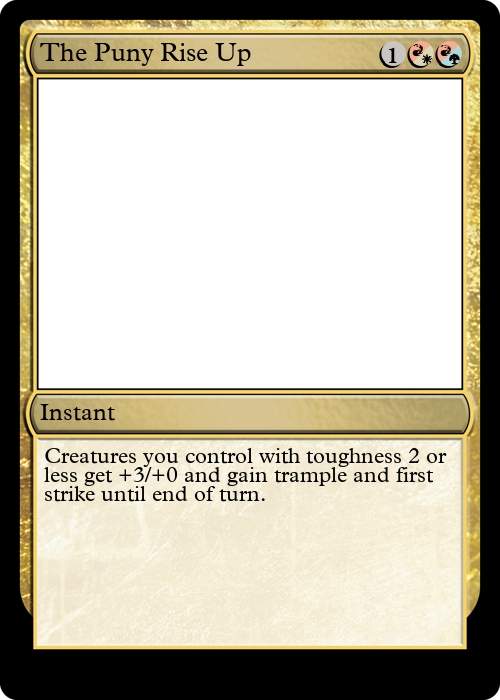 The Puny Rise Up 1
Instant
Creatures you control with toughness 2 or
less get +3/+0 and gain trample and first
strike until end of turn.